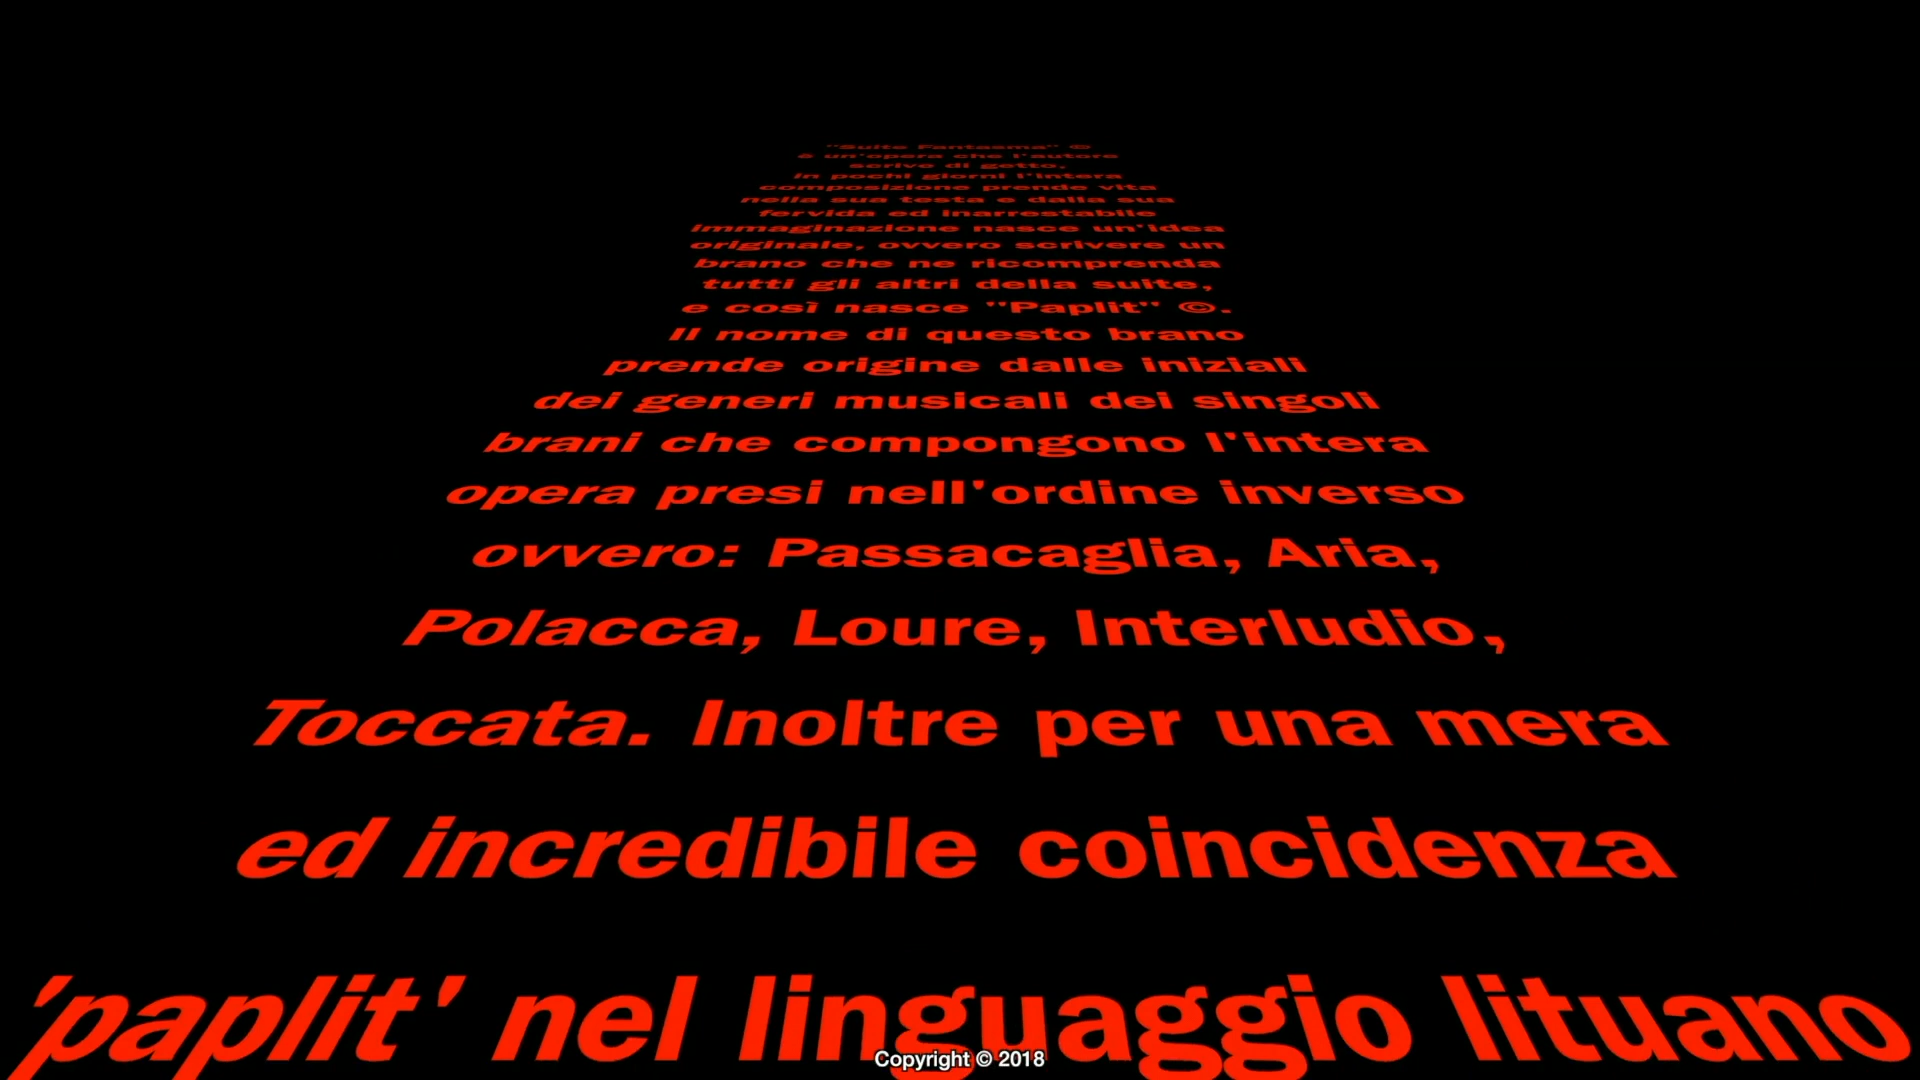 "Suite Fantasma" ©
è un'opera che l'autore
scrive di getto,
in pochi giorni l'intera
composizione prende vita
nella sua testa e dalla sua
fervida ed inarrestabile
immaginazione nasce un'idea
originale, ovvero scrivere un
brano che ne ricomprenda
tutti gli altri della suite,
e così nasce "Paplit" ©.
Il nome di questo brano
prende origine dalle iniziali
dei generi musicali dei singoli
brani che compongono l'intera
opera presi nell'ordine inverso
ovvero: Passacaglia, Aria,
Polacca, Loure, Interludio,
Toccata. Inoltre per una mera
ed incredibile coincidenza
'paplit' nel linguaggio lituano
Copyright © 2018